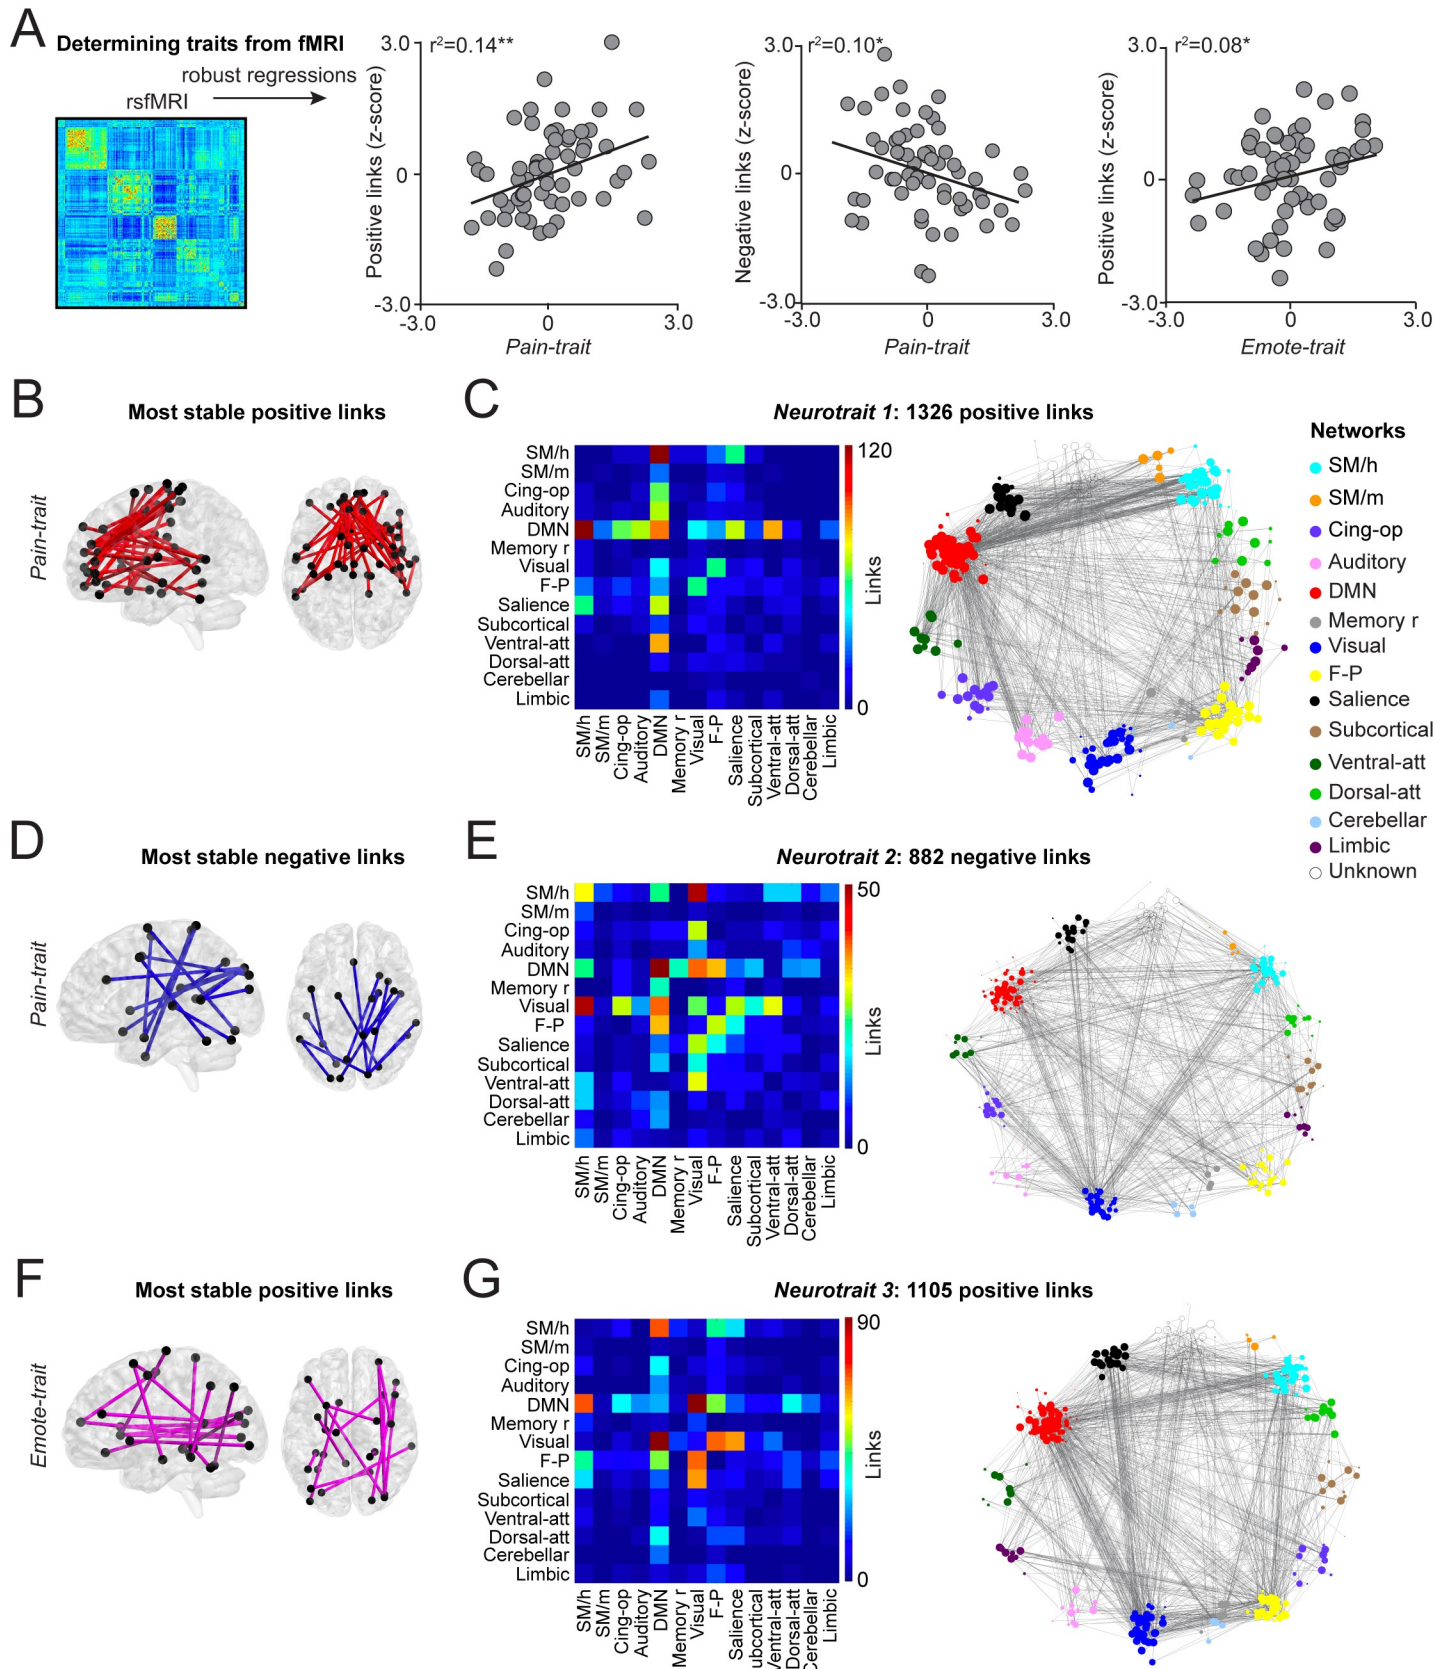 A
Determining traits from fMRI
robust regressions
rsfMRI
3.0
r²=0.14**
Positive links (z-score)
0
-3.0
-3.0
0
3.0
Pain-trait
3.0
r²=0.10*
Negative links (z-score)
0
-3.0
-3.0
0
3.0
Pain-trait
3.0
r²=0.08*
Positive links (z-score)
0
-3.0
-3.0
0
3.0
Emote-trait
B
Most stable positive links
Pain-trait
C
Neurotrait 1: 1326 positive links
SM/h
SM/m
Cing-op
Auditory
DMN
Memory r
Visual
F-P
Salience
Subcortical
Ventral-att
Dorsal-att
Cerebellar
Limbic
SM/h
SM/m
Cing-op
Auditory
DMN
Memory r
Visual
F-P
Salience
Subcortical
Ventral-att
Dorsal-att
Cerebellar
Limbic
120
Links
0
Networks
SM/h
SM/m
Cing-op
Auditory
DMN
Memory r
Visual
F-P
Salience
Subcortical
Ventral-att
Dorsal-att
Cerebellar
Limbic
Unknown
D
Most stable negative links
Pain-trait
E
Neurotrait 2: 882 negative links
SM/h
SM/m
Cing-op
Auditory
DMN
Memory r
Visual
F-P
Salience
Subcortical
Ventral-att
Dorsal-att
Cerebellar
Limbic
SM/h
SM/m
Cing-op
Auditory
DMN
Memory r
Visual
F-P
Salience
Subcortical
Ventral-att
Dorsal-att
Cerebellar
Limbic
50
Links
0
F
Most stable positive links
Emote-trait
G
Neurotrait 3: 1105 positive links
SM/h
SM/m
Cing-op
Auditory
DMN
Memory r
Visual
F-P
Salience
Subcortical
Ventral-att
Dorsal-att
Cerebellar
Limbic
SM/h
SM/m
Cing-op
Auditory
DMN
Memory r
Visual
F-P
Salience
ubcortical
entral-att
Dorsal-att
Cerebellar
Limbic
90
Links
0